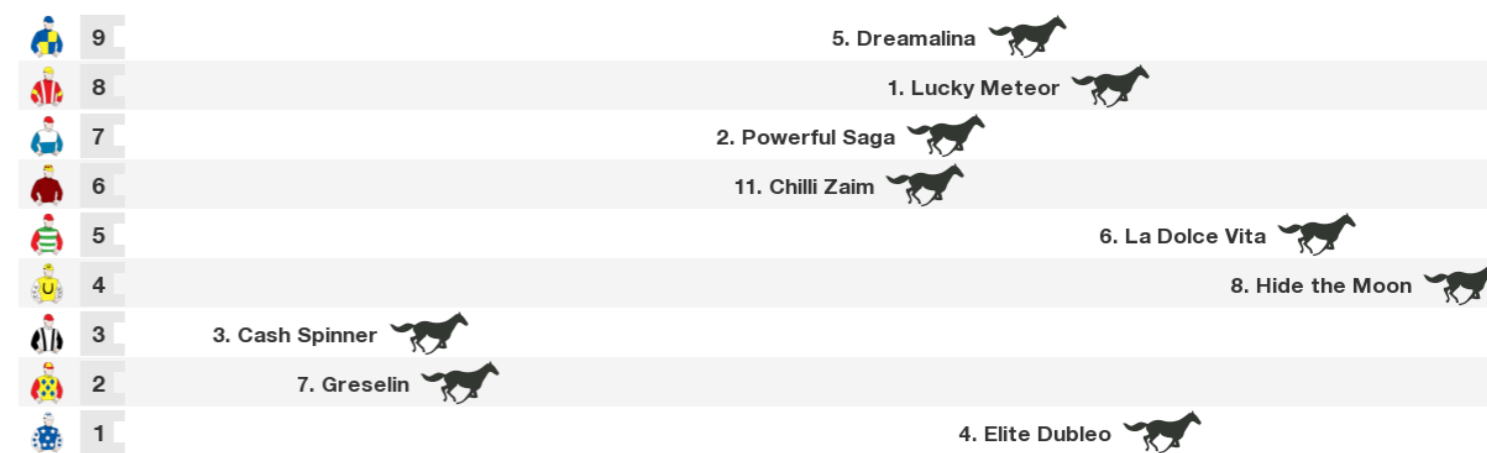 9 5. Dreamalina
8 1. Lucky Meteor
7 2. Powerful Saga
6 11. Chilli Zaim
5 6. La Dolce Vita
4 8. Hide the Moon
3 3. Cash Spinner
2 7. Greselin
1 4. Elite Dubleo